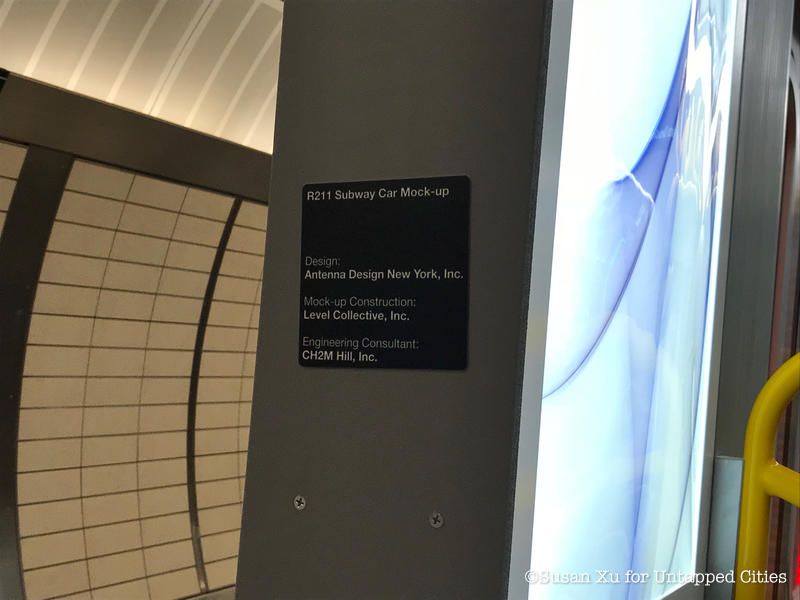 R211 Subway Car Mock-up
Design:
Antenna Design New York, Inc.
Mock-up Construction:
Level Collective, Inc.
Engineering Consultant:
CH2M Hill, Inc.
©Susan Xu for Untapped Cities